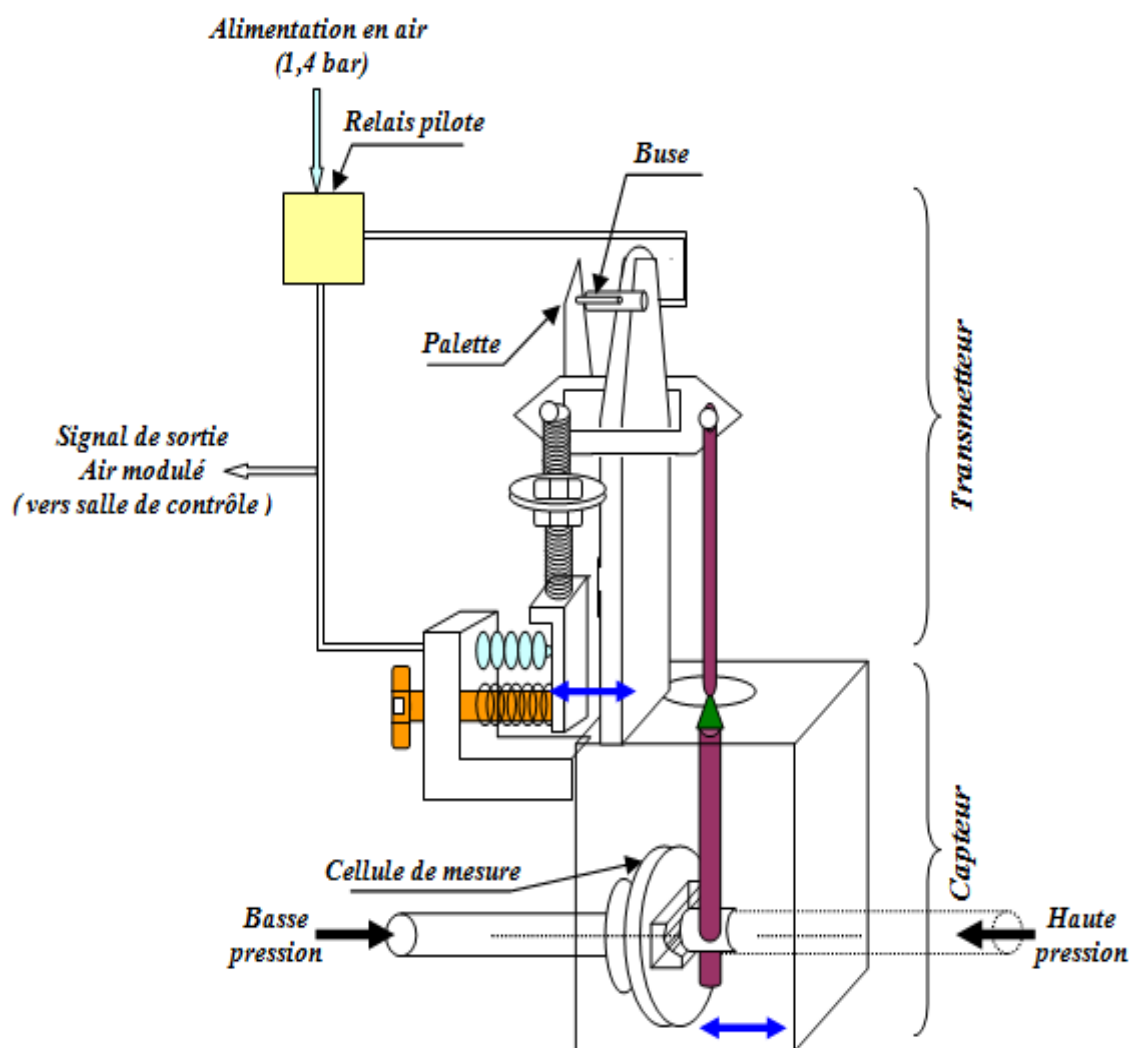 Alimentation en air
(1,4 bar)
Relais pilote
Buse
Palette
Signal de sortie
Air modulé
( vers salle de contrôle )
Transmetteur
Cellule de mesure
Capteur
Basse
pression
Haute
pression